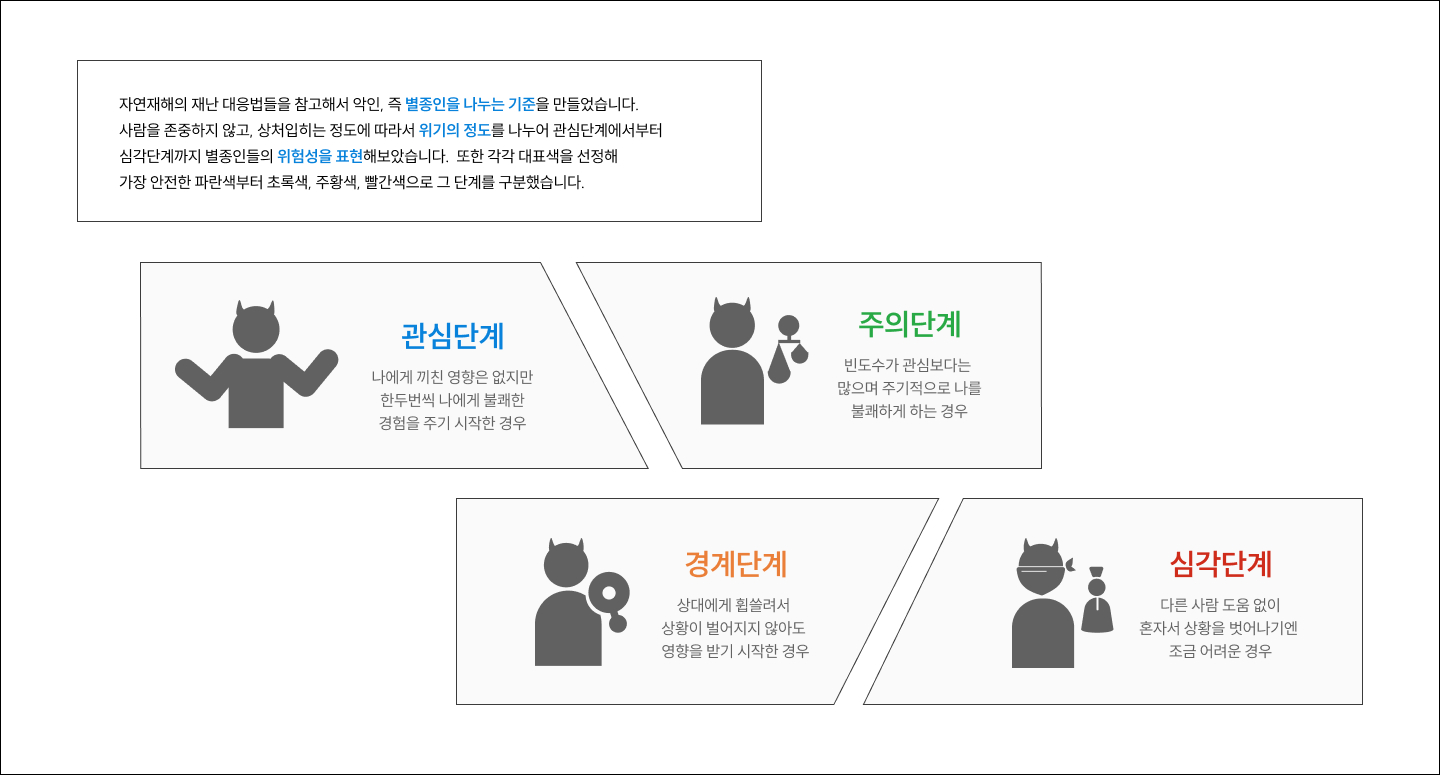 자연재해의 재난 대응법들을 참고해서 악인, 즉 별종인을 나누는 기준을 만들었습니다.
사람을 존중하지 않고, 상처입히는 정도에 따라서 위기의 정도를 나누어 관심단계에서부터
심각단계까지 별종인들의 위험성을 표현해보았습니다. 또한 각각 대표색을 선정해
가장 안전한 파란색부터 초록색, 주황색, 빨간색으로 그 단계를 구분했습니다.
관심단계
나에게 끼친 영향은 없지만
한두번씩 나에게 불쾌한
경험을 주기 시작한 경우
주의단계
빈도수가 관심보다는
많으며 주기적으로 나를
불쾌하게 하는 경우
경계단계
상대에게 휩쓸려서
상황이 벌어지지 않아도
영향을 받기 시작한 경우
심각단계
다른 사람 도움 없이
혼자서 상황을 벗어나기엔
조금 어려운 경우